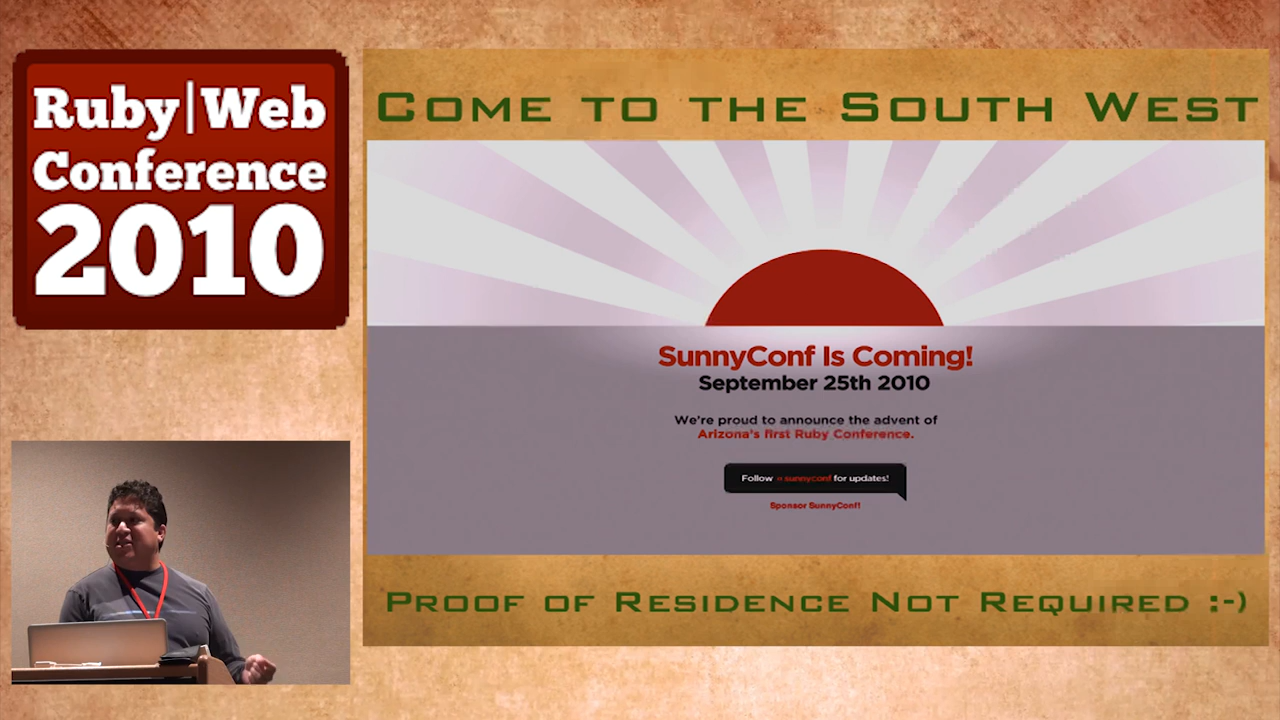 Ruby|Web
Conference
2010
COME TO THE SOUTH WEST
SunnyConf Is Coming!
September 25th 2010
We're proud to announce the advent of
Arizona's first Ruby Conference.
Follow @sunnyconf for updates!
Sponsor SunnyConf!
PROOF OF RESIDENCE NOT REQUIRED :-)